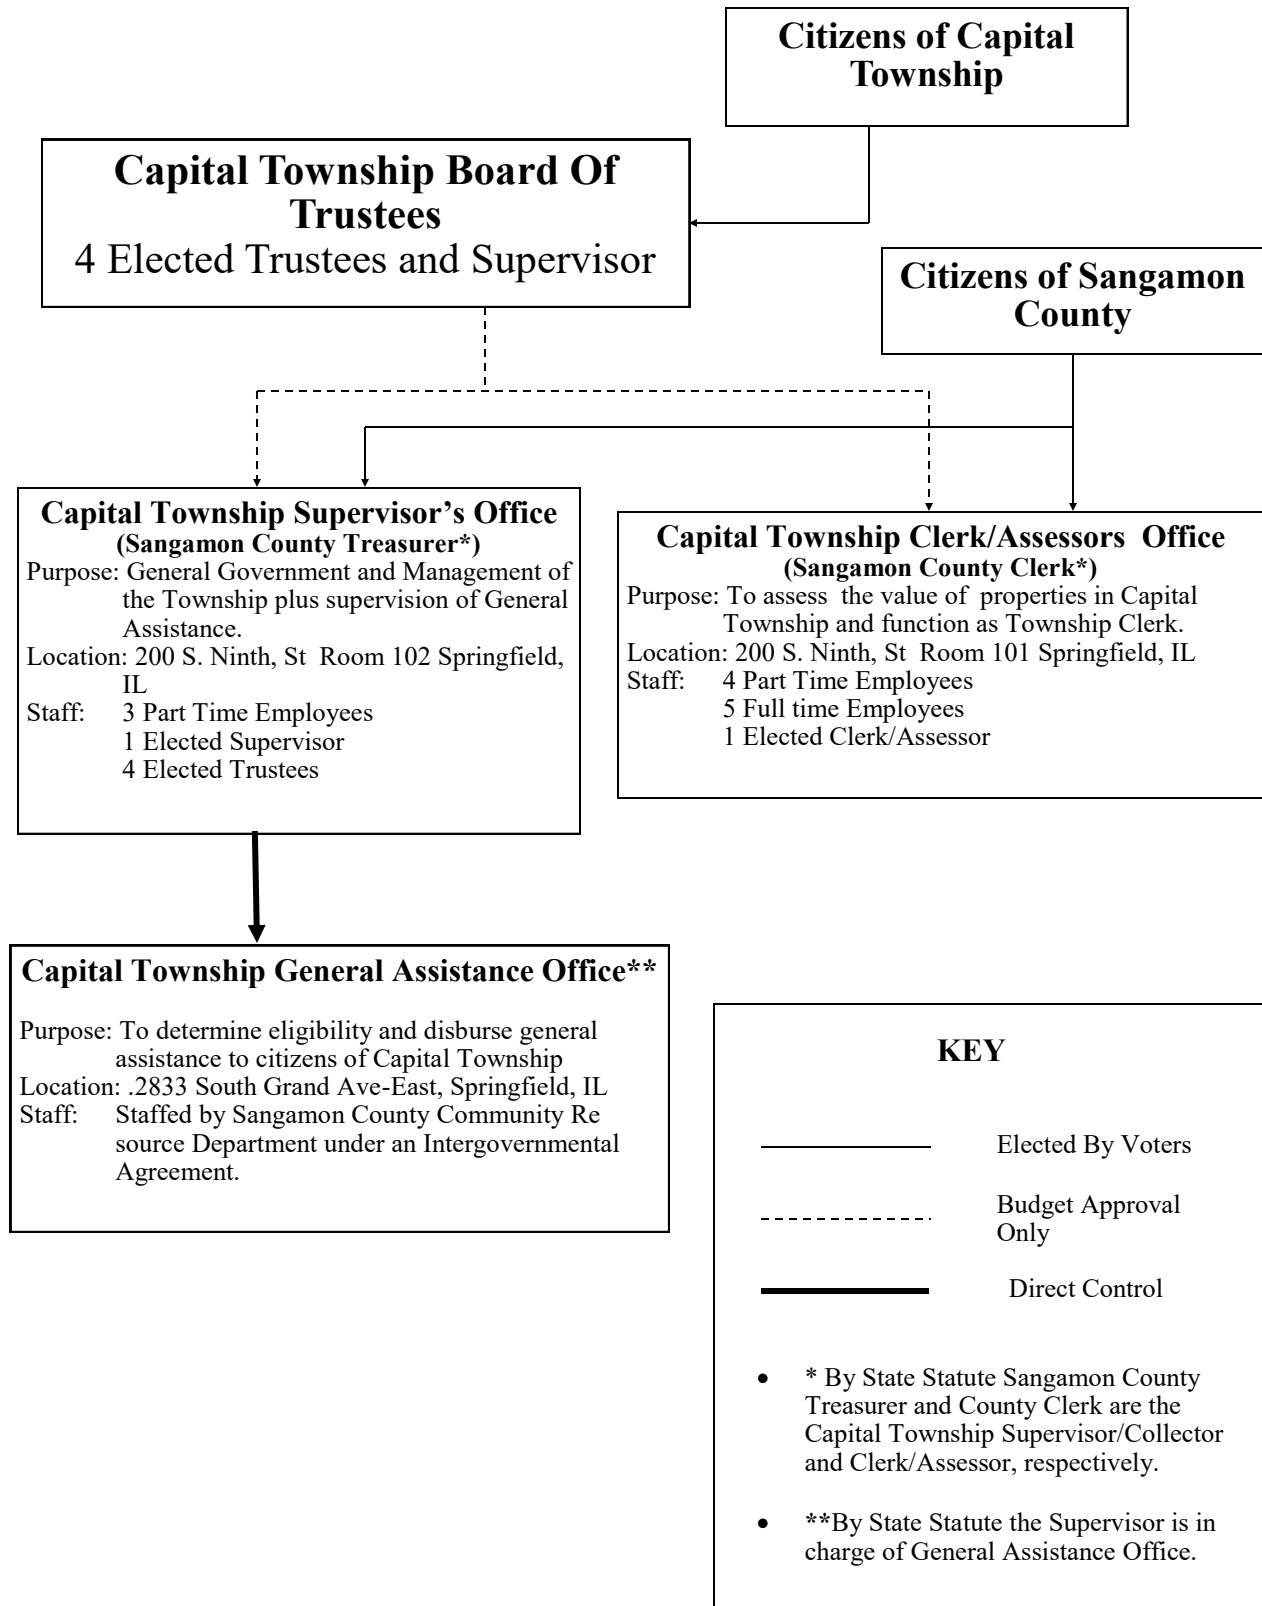 Citizens of Capital
Township
Capital Township Board Of
Trustees
4 Elected Trustees and Supervisor
Citizens of Sangamon
County
Capital Township Supervisor’s Office
(Sangamon County Treasurer*)
Purpose: General Government and Management of
the Township plus supervision of General
Assistance.
Location: 200 S. Ninth, St  Room 102 Springfield,
IL
Staff: 3 Part Time Employees
1 Elected Supervisor
4 Elected Trustees
Capital Township Clerk/Assessors  Office
(Sangamon County Clerk*)
Purpose: To assess  the value of  properties in Capital
Township and function as Township Clerk.
Location: 200 S. Ninth, St  Room 101 Springfield, IL
Staff: 4 Part Time Employees
5 Full time Employees
1 Elected Clerk/Assessor
Capital Township General Assistance Office**
Purpose: To determine eligibility and disburse general
assistance to citizens of Capital Township
Location: .2833 South Grand Ave-East, Springfield, IL
Staff: Staffed by Sangamon County Community Re
source Department under an Intergovernmental
Agreement.
KEY
Elected By Voters
Budget Approval
Only
Direct Control
• * By State Statute Sangamon County
Treasurer and County Clerk are the
Capital Township Supervisor/Collector
and Clerk/Assessor, respectively.
• **By State Statute the Supervisor is in
charge of General Assistance Office.